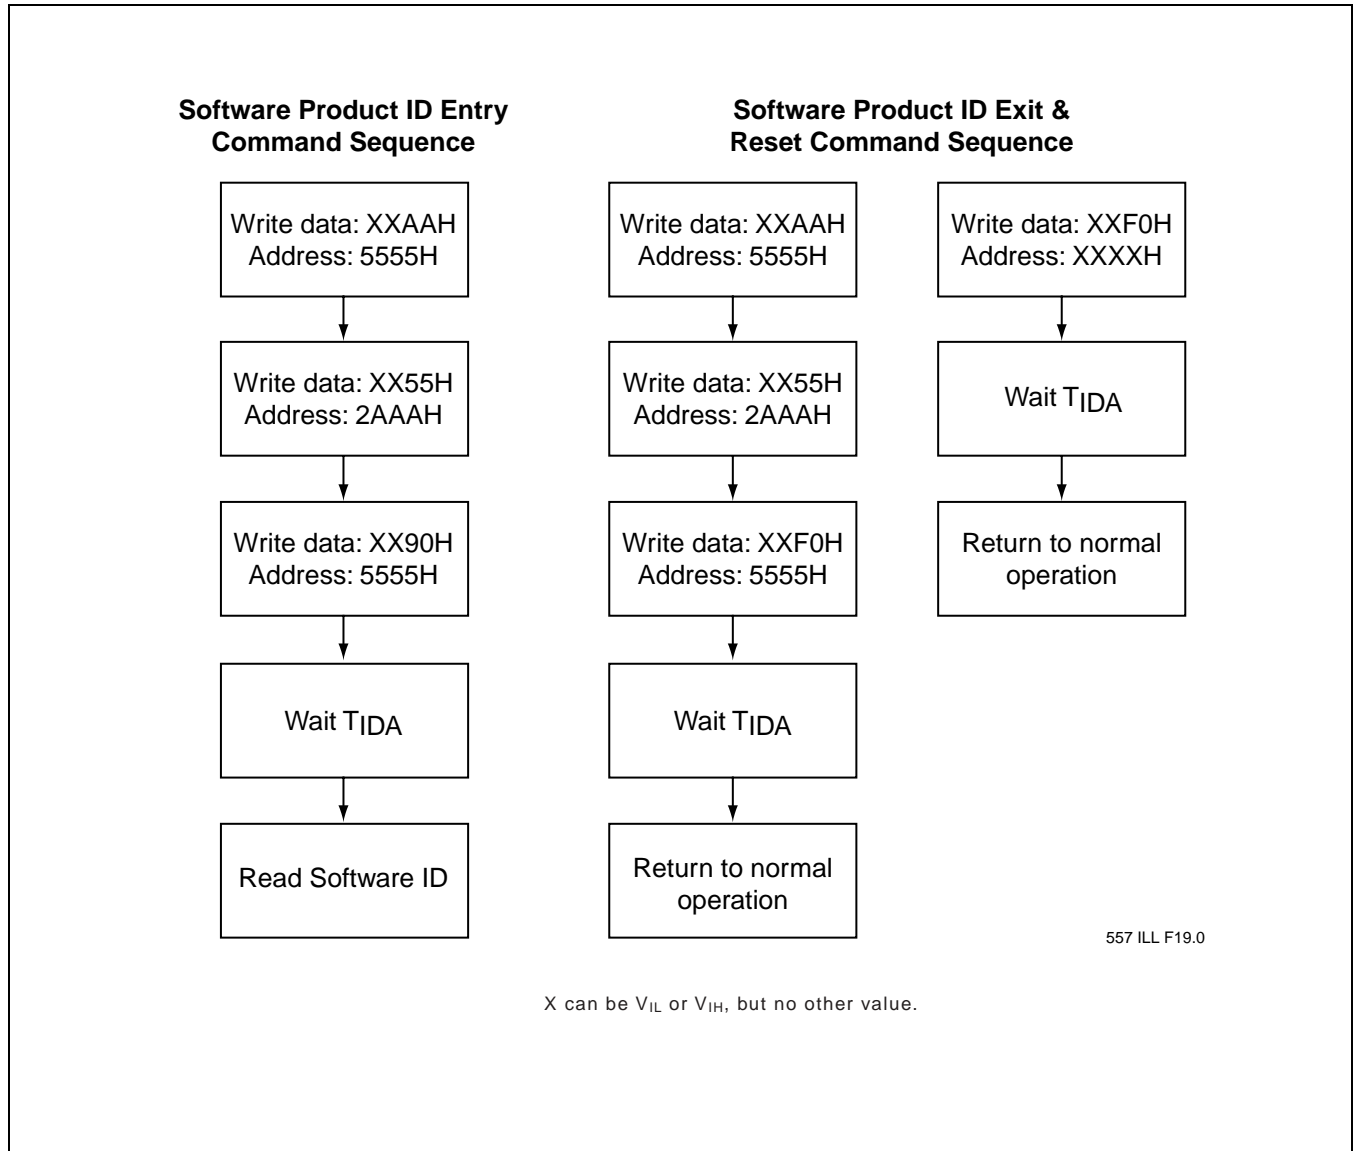 Software Product ID Entry
Command Sequence
Write data: XXAAH
Address: 5555H
Write data: XX55H
Address: 2AAAH
Write data: XX90H
Address: 5555H
Wait TIDA
Read Software ID
Software Product ID Exit &
Reset Command Sequence
Write data: XXAAH
Address: 5555H
Write data: XX55H
Address: 2AAAH
Write data: XXF0H
Address: 5555H
Wait TIDA
Return to normal
operation
Write data: XXF0H
Address: XXXXH
Wait TIDA
Return to normal
operation
557 ILL F19.0
X can be VIL or VIH, but no other value.